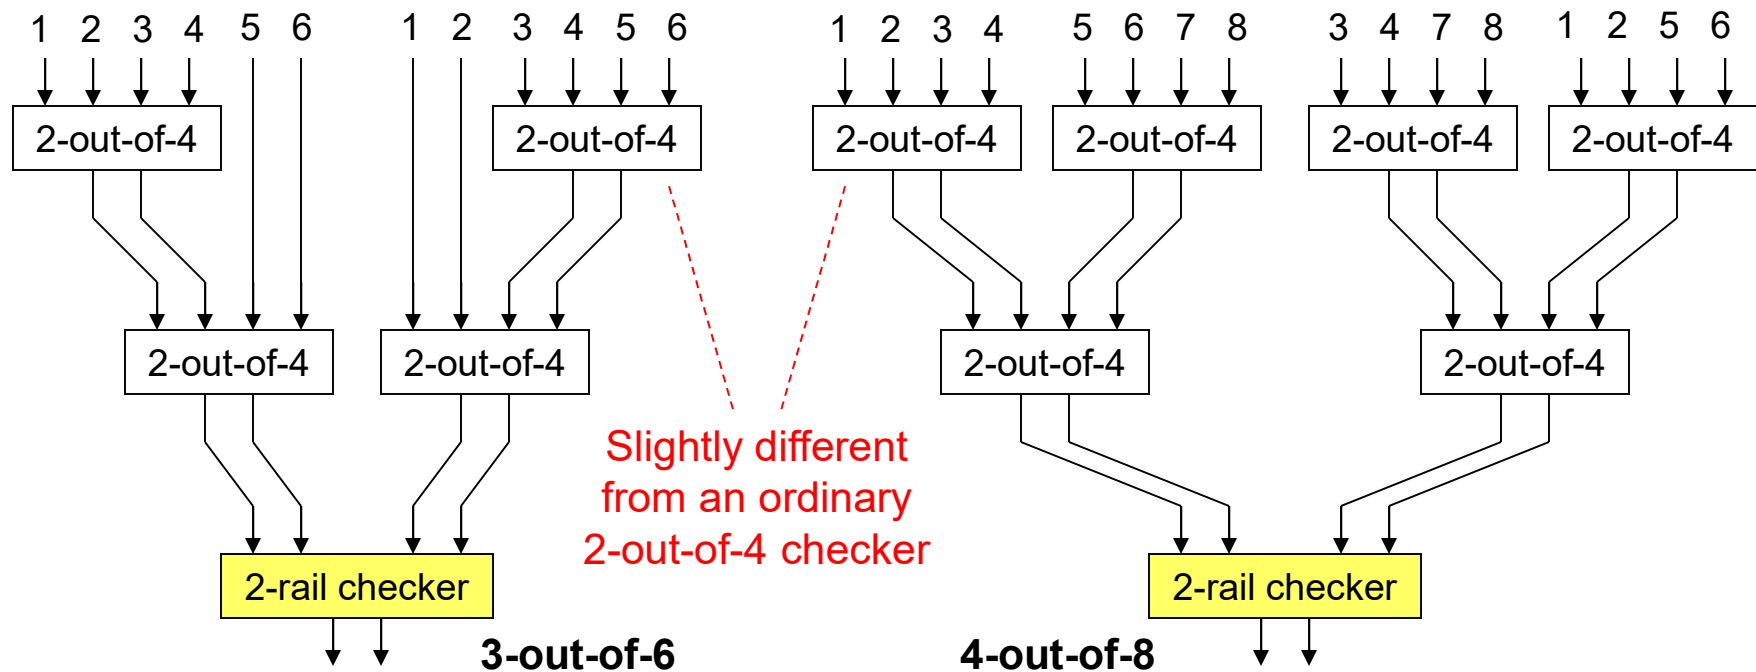 1 2 3 4 5 6 1 2 3 4 5 6 1 2 3 4 5 6 7 8 3 4 7 8 1 2 5 6
2-out-of-4 2-out-of-4 2-out-of-4 2-out-of-4 2-out-of-4 2-out-of-4
2-out-of-4 2-out-of-4 2-out-of-4 2-out-of-4
Slightly different
from an ordinary
2-out-of-4 checker
2-rail checker 2-rail checker
3-out-of-6 4-out-of-8